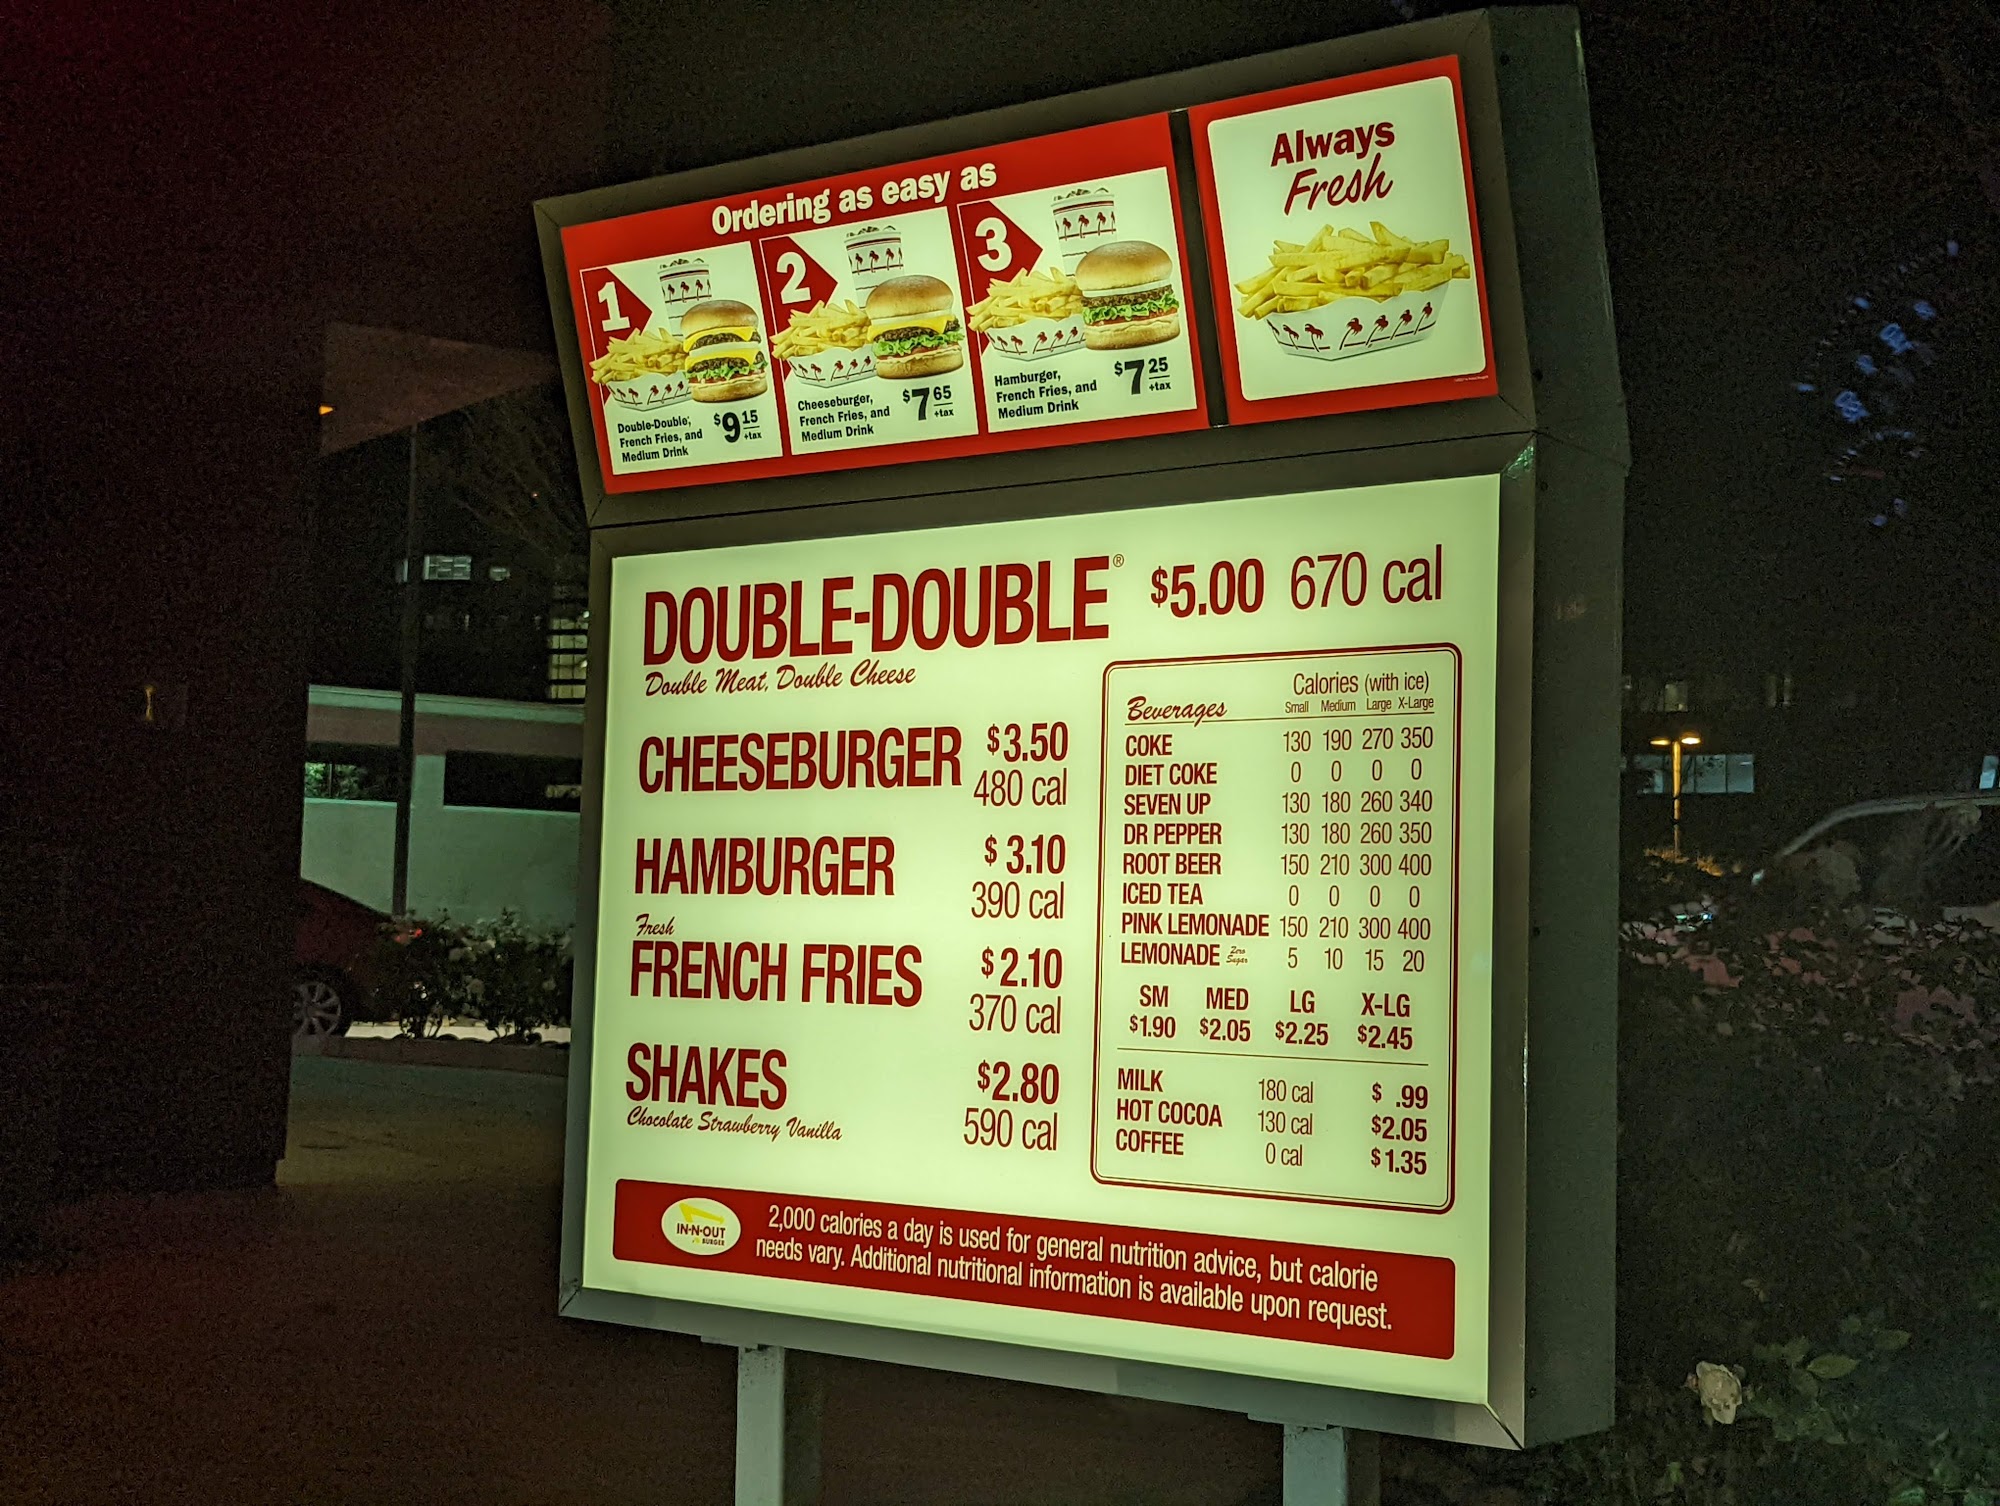 Ordering as easy as
1
Double-Double®,
French Fries, and
Medium Drink
$9 15
+tax
2
Cheeseburger,
French Fries, and
Medium Drink
$7 65
+tax
3
Hamburger,
French Fries, and
Medium Drink
$7 25
+tax
Always
Fresh
DOUBLE-DOUBLE® $5.00 670 cal
Double Meat, Double Cheese
CHEESEBURGER $3.50
480 cal
HAMBURGER $3.10
390 cal
Fresh
FRENCH FRIES $2.10
370 cal
SHAKES $2.80
590 cal
Chocolate Strawberry Vanilla
Calories (with ice)
Beverages Small Medium Large X-Large
COKE 130 190 270 350
DIET COKE 0 0 0 0
SEVEN UP 130 180 260 340
DR PEPPER 130 180 260 350
ROOT BEER 150 210 300 400
ICED TEA 0 0 0 0
PINK LEMONADE 150 210 300 400
LEMONADE Zero Sugar 5 10 15 20
SM MED LG X-LG
$1.90 $2.05 $2.25 $2.45
MILK 180 cal $ .99
HOT COCOA 130 cal $2.05
COFFEE 0 cal $1.35
IN-N-OUT
BURGER
2,000 calories a day is used for general nutrition advice, but calorie
needs vary. Additional nutritional information is available upon request.